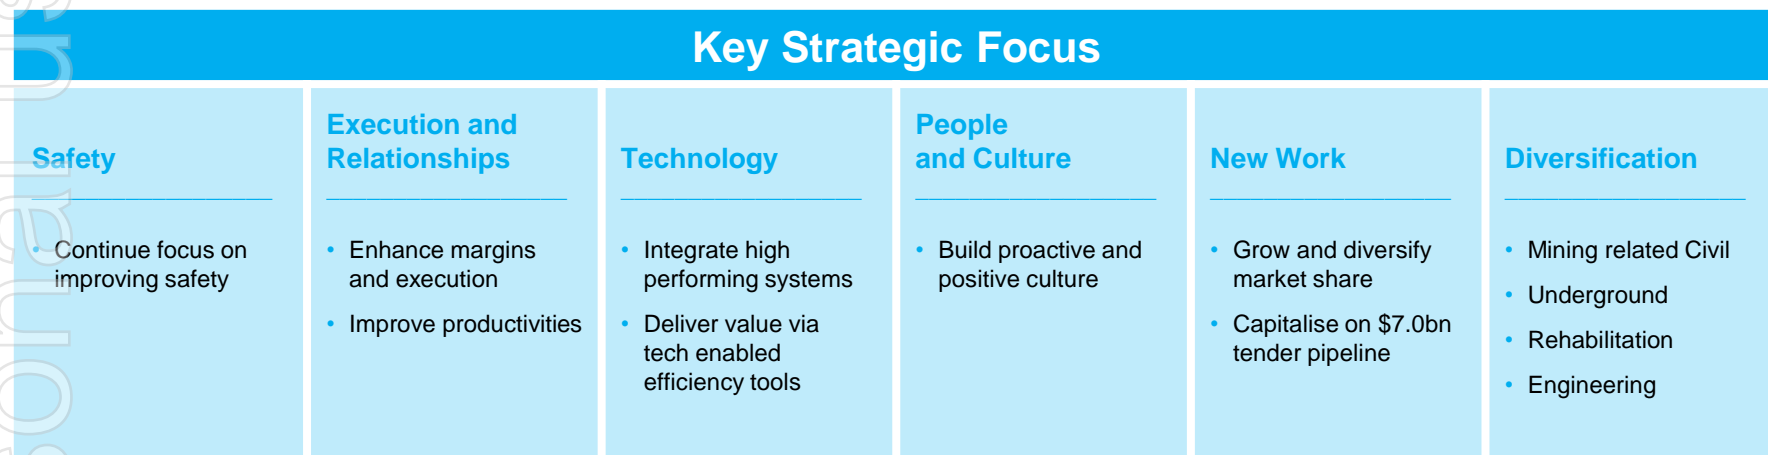 Key Strategic Focus
Safety
• Continue focus on
improving safety
Execution and
Relationships
• Enhance margins
and execution
• Improve productivities
Technology
• Integrate high
performing systems
• Deliver value via
tech enabled
efficiency tools
People
and Culture
• Build proactive and
positive culture
New Work
• Grow and diversify
market share
• Capitalise on $7.0bn
tender pipeline
Diversification
• Mining related Civil
• Underground
• Rehabilitation
• Engineering